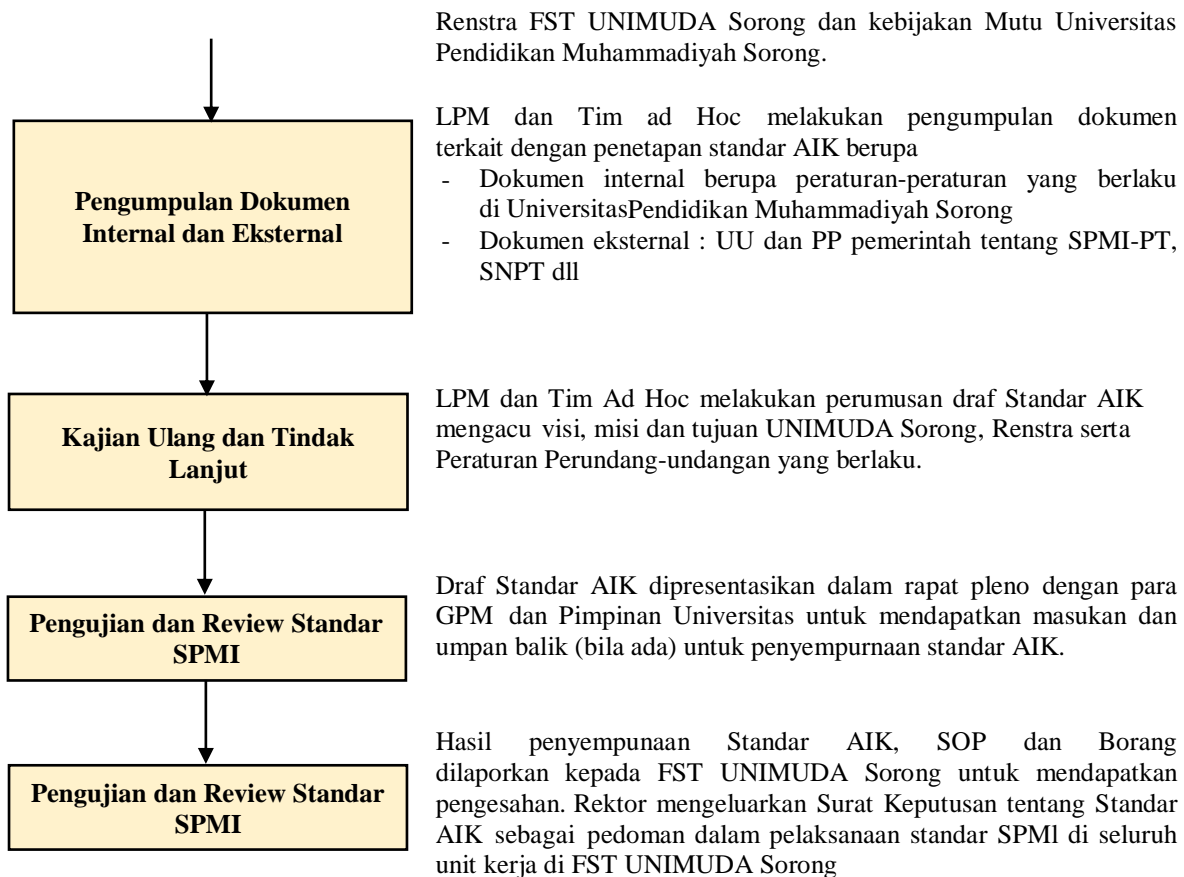 Renstra FST UNIMUDA Sorong dan kebijakan Mutu Universitas
Pendidikan Muhammadiyah Sorong.
Pengumpulan Dokumen
Internal dan Eksternal
LPM dan Tim ad Hoc melakukan pengumpulan dokumen
terkait dengan penetapan standar AIK berupa
- Dokumen internal berupa peraturan-peraturan yang berlaku
di UniversitasPendidikan Muhammadiyah Sorong
- Dokumen eksternal : UU dan PP pemerintah tentang SPMI-PT,
SNPT dll
Kajian Ulang dan Tindak
Lanjut
LPM dan Tim Ad Hoc melakukan perumusan draf Standar AIK
mengacu visi, misi dan tujuan UNIMUDA Sorong, Renstra serta
Peraturan Perundang-undangan yang berlaku.
Pengujian dan Review Standar
SPMI
Draf Standar AIK dipresentasikan dalam rapat pleno dengan para
GPM dan Pimpinan Universitas untuk mendapatkan masukan dan
umpan balik (bila ada) untuk penyempurnaan standar AIK.
Pengujian dan Review Standar
SPMI
Hasil penyempunaan Standar AIK, SOP dan Borang
dilaporkan kepada FST UNIMUDA Sorong untuk mendapatkan
pengesahan. Rektor mengeluarkan Surat Keputusan tentang Standar
AIK sebagai pedoman dalam pelaksanaan standar SPMl di seluruh
unit kerja di FST UNIMUDA Sorong